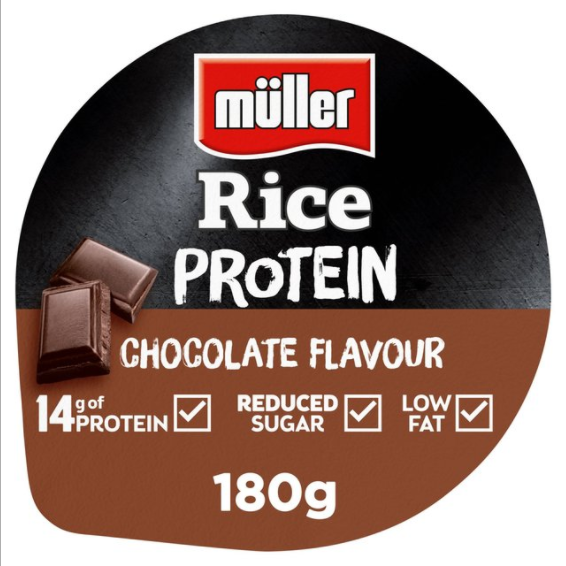 müller
Rice
PROTEIN
CHOCOLATE FLAVOUR
14g of PROTEIN
REDUCED SUGAR
LOW FAT
180g